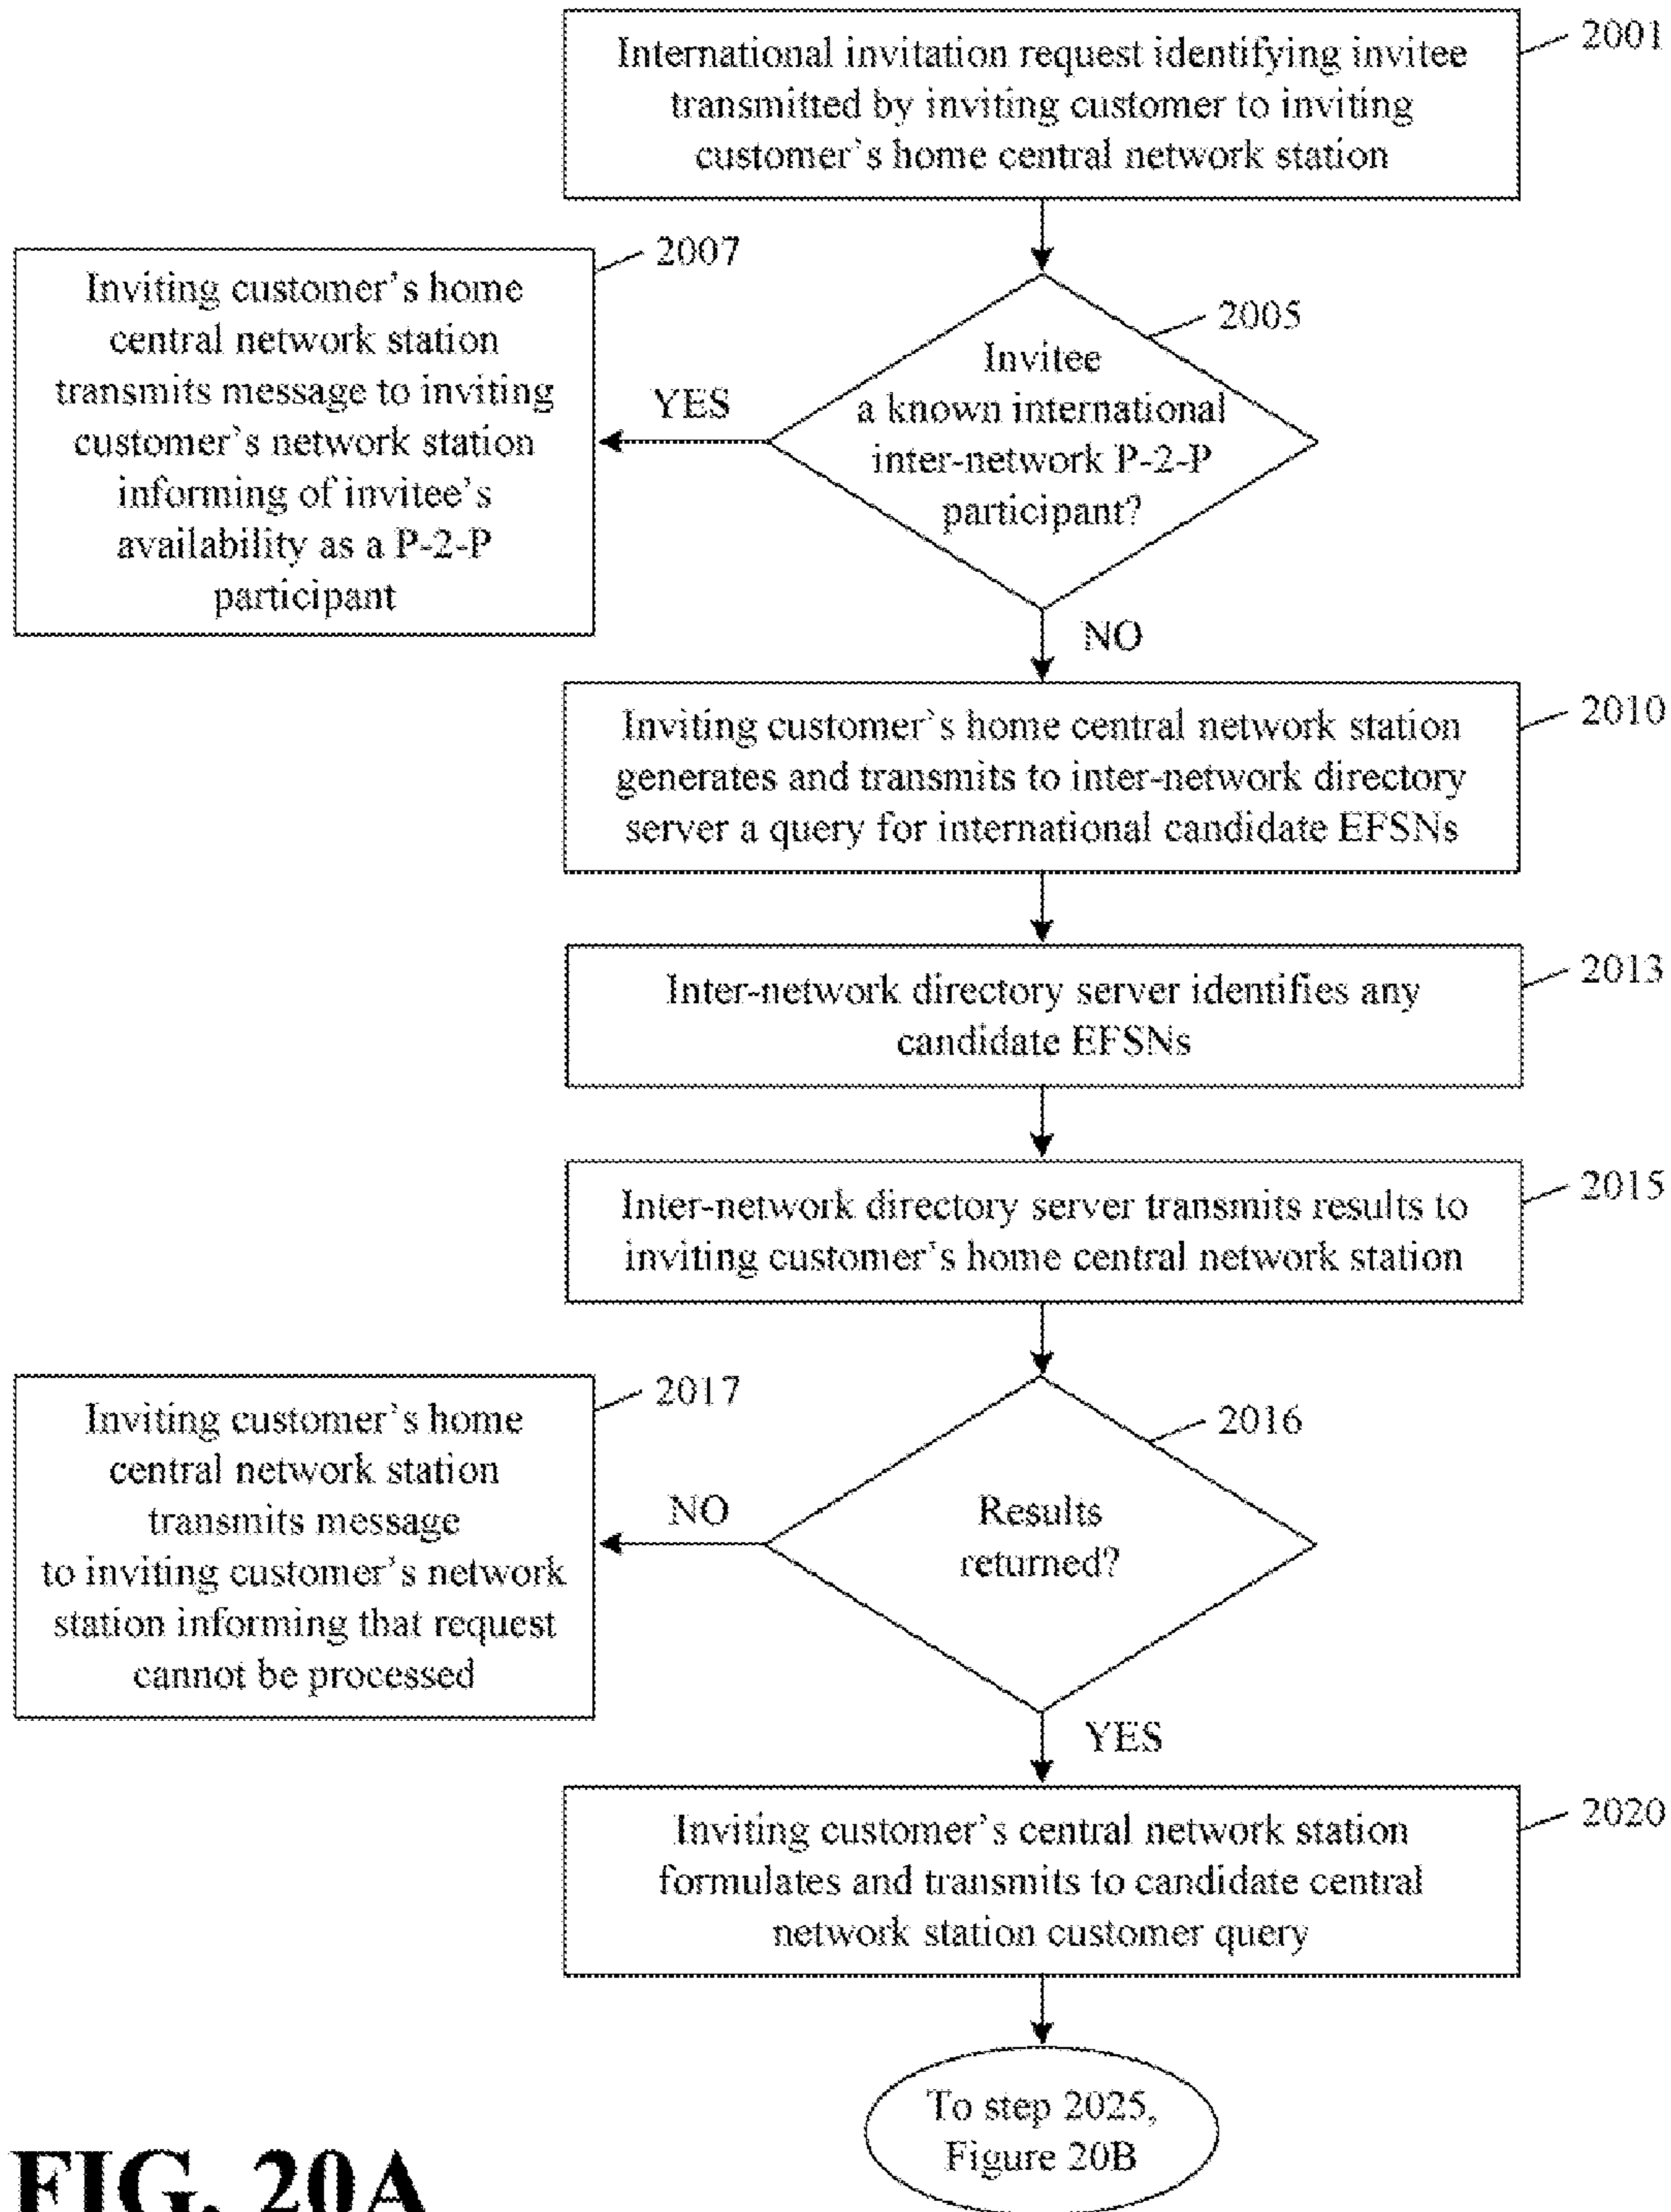 International invitation request identifying invitee
transmitted by inviting customer to inviting
customer's home central network station
2001
2007
Inviting customer's home
central network station
transmits message to inviting
customer's network station
informing of invitee's
availability as a P-2-P
participant
2005
Invitee
a known international
inter-network P-2-P
participant?
YES
NO
Inviting customer's home central network station
generates and transmits to inter-network directory
server a query for international candidate EFSNs
2010
Inter-network directory server identifies any
candidate EFSNs
2013
Inter-network directory server transmits results to
inviting customer's home central network station
2015
2017
Inviting customer's home
central network station
transmits message
to inviting customer's network
station informing that request
cannot be processed
2016
Results
returned?
NO
YES
Inviting customer's central network station
formulates and transmits to candidate central
network station customer query
2020
To step 2025,
Figure 20B
FIG. 20A